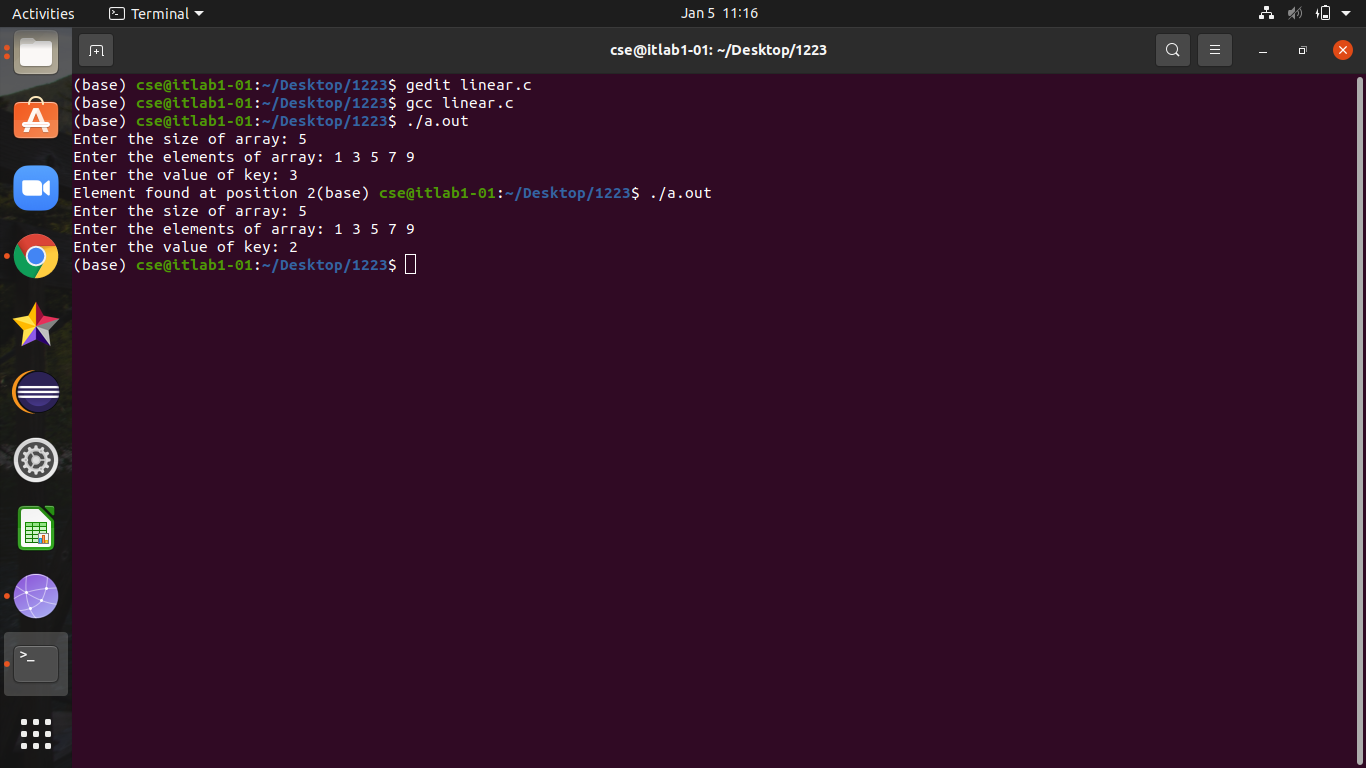 Activities Terminal Jan 5 11:16
cse@itlab1-01: ~/Desktop/1223
(base) cse@itlab1-01:~/Desktop/1223$ gedit linear.c
(base) cse@itlab1-01:~/Desktop/1223$ gcc linear.c
(base) cse@itlab1-01:~/Desktop/1223$ ./a.out
Enter the size of array: 5
Enter the elements of array: 1 3 5 7 9
Enter the value of key: 3
Element found at position 2(base) cse@itlab1-01:~/Desktop/1223$ ./a.out
Enter the size of array: 5
Enter the elements of array: 1 3 5 7 9
Enter the value of key: 2
(base) cse@itlab1-01:~/Desktop/1223$